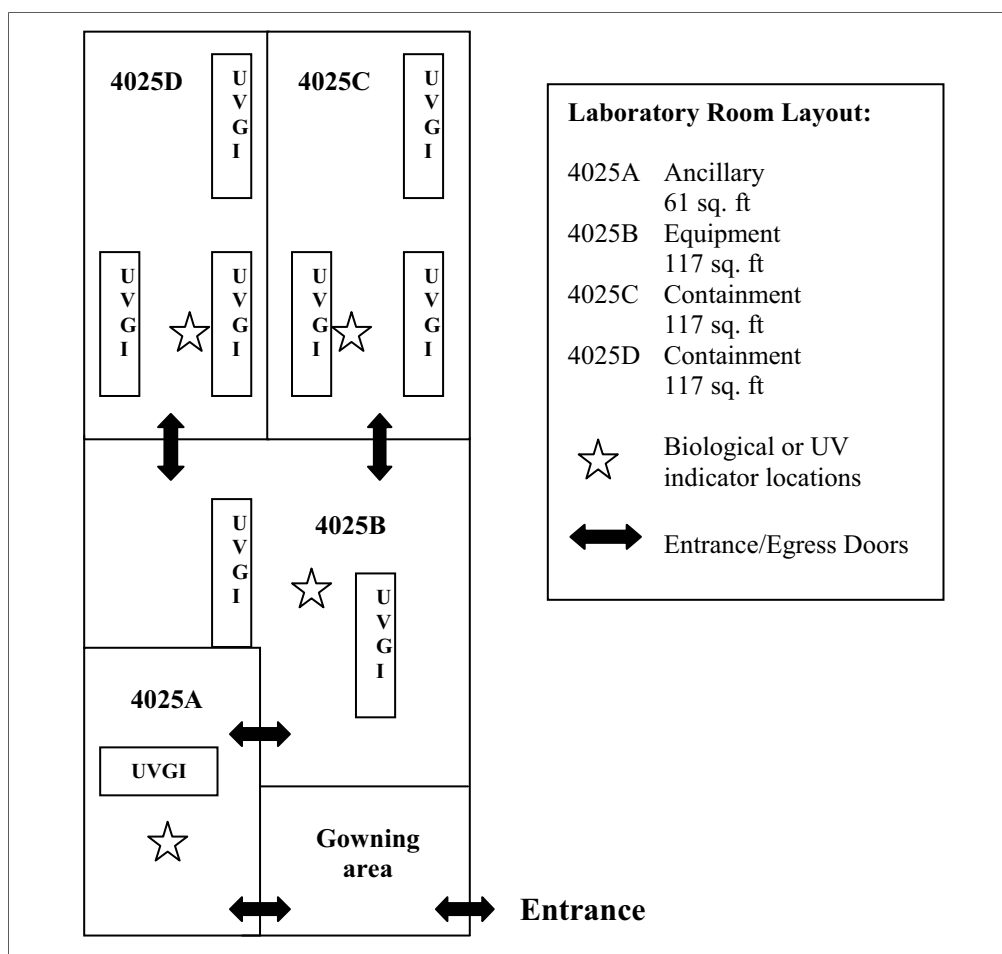 4025D
U
V
G
I
4025C
U
V
G
I
U
V
G
I
U
V
G
I
U
V
G
I
U
V
G
I
U
V
G
I
4025B
U
V
G
I
4025A
UVGI
Gowning
area
Entrance
Laboratory Room Layout:
4025A Ancillary
61 sq. ft
4025B Equipment
117 sq. ft
4025C Containment
117 sq. ft
4025D Containment
117 sq. ft
Biological or UV
indicator locations
Entrance/Egress Doors